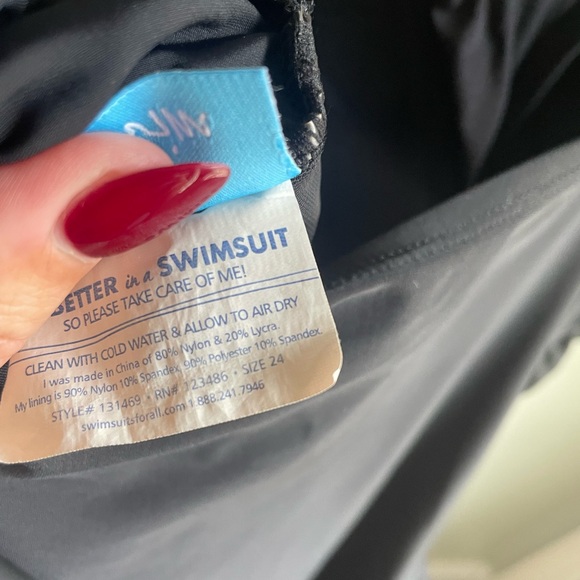 BETTER in a SWIMSUIT
SO PLEASE TAKE CARE OF ME!
CLEAN WITH COLD WATER & ALLOW TO AIR DRY
I was made in China of 80% Nylon & 20% Lycra.
My lining is 90% Nylon 10% Spandex, 90% Polyester 10% Spandex.
STYLE# 131469 • RN# 123486 • SIZE 24
swimsuitsforall.com 1·888.241.7946